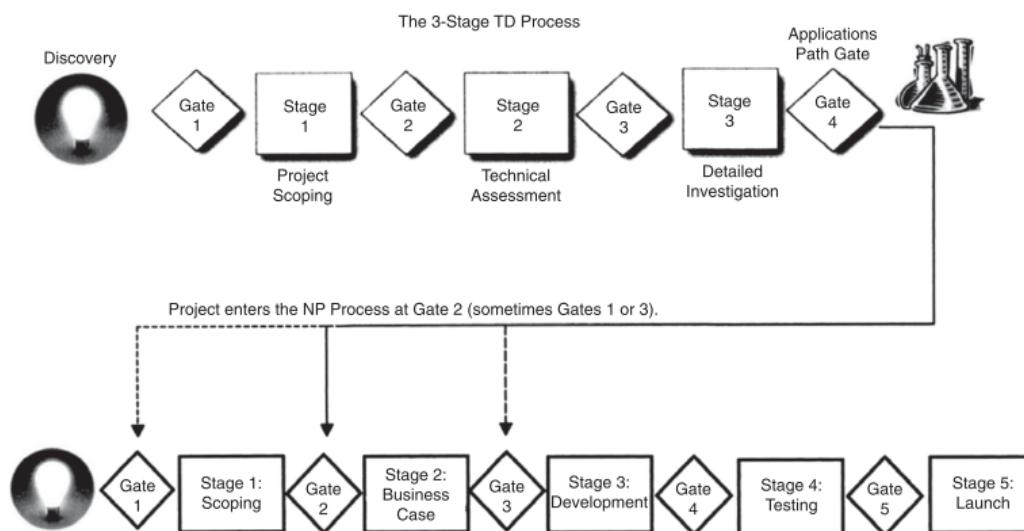 The 3-Stage TD Process
Discovery
Applications
Path Gate
Gate
1
Stage
1
Gate
2
Stage
2
Gate
3
Stage
3
Gate
4
Project
Scoping
Technical
Assessment
Detailed
Investigation
Project enters the NP Process at Gate 2 (sometimes Gates 1 or 3).
Gate
1
Stage 1:
Scoping
Gate
2
Stage 2:
Business
Case
Gate
3
Stage 3:
Development
Gate
4
Stage 4:
Testing
Gate
5
Stage 5:
Launch